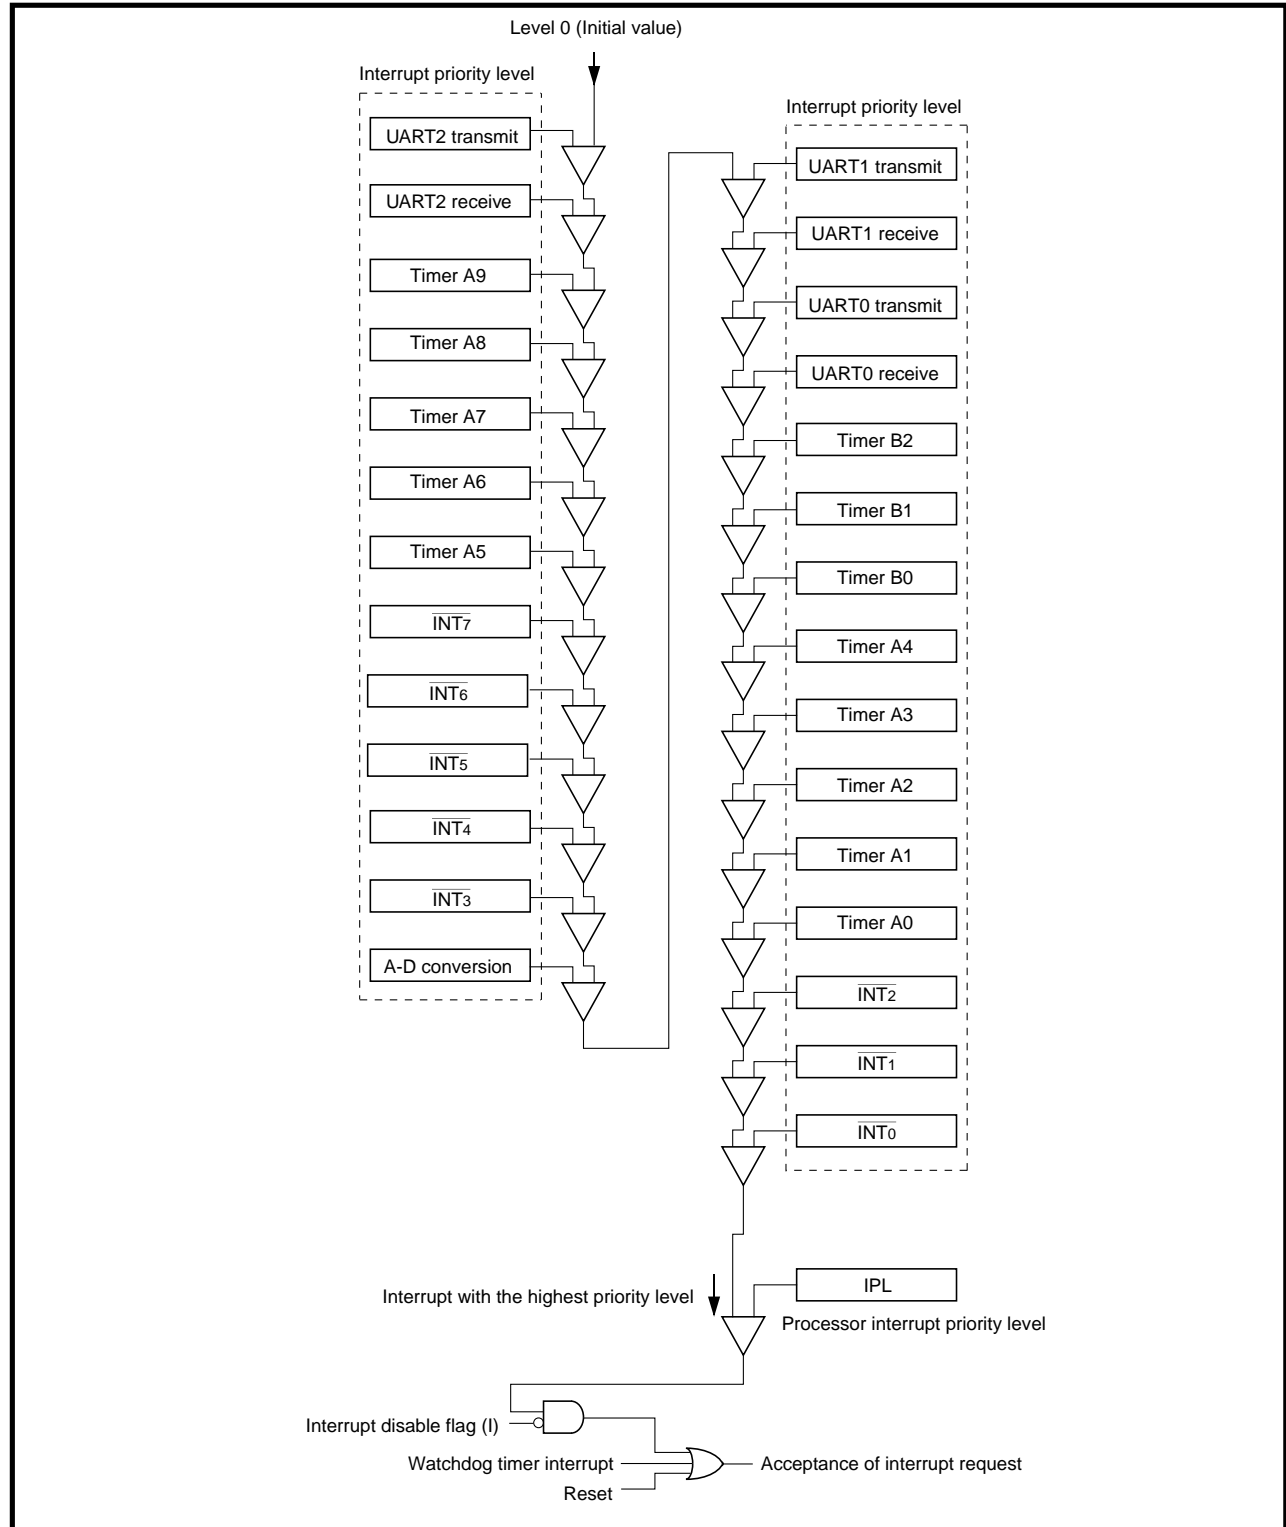 Level 0 (Initial value)
Interrupt priority level
UART2 transmit
UART2 receive
Timer A9
Timer A8
Timer A7
Timer A6
Timer A5
INT7
INT6
INT5
INT4
INT3
A-D conversion
Interrupt priority level
UART1 transmit
UART1 receive
UART0 transmit
UART0 receive
Timer B2
Timer B1
Timer B0
Timer A4
Timer A3
Timer A2
Timer A1
Timer A0
INT2
INT1
INT0
IPL
Interrupt with the highest priority level
Processor interrupt priority level
Interrupt disable flag (I)
Watchdog timer interrupt
Acceptance of interrupt request
Reset